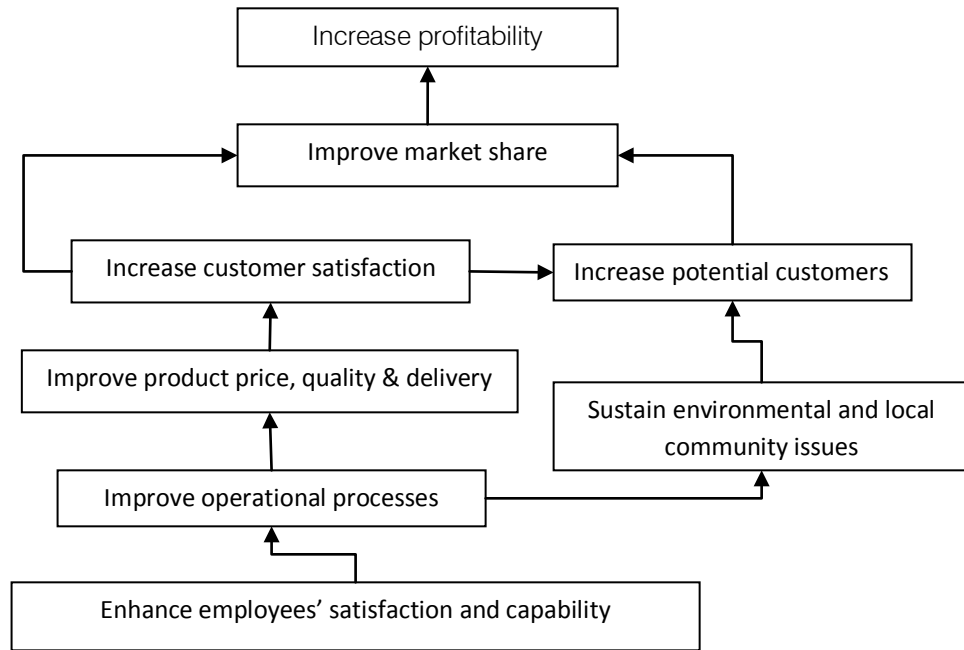 Increase profitability
Improve market share
Increase customer satisfaction
Increase potential customers
Improve product price, quality & delivery
Sustain environmental and local
community issues
Improve operational processes
Enhance employees’ satisfaction and capability